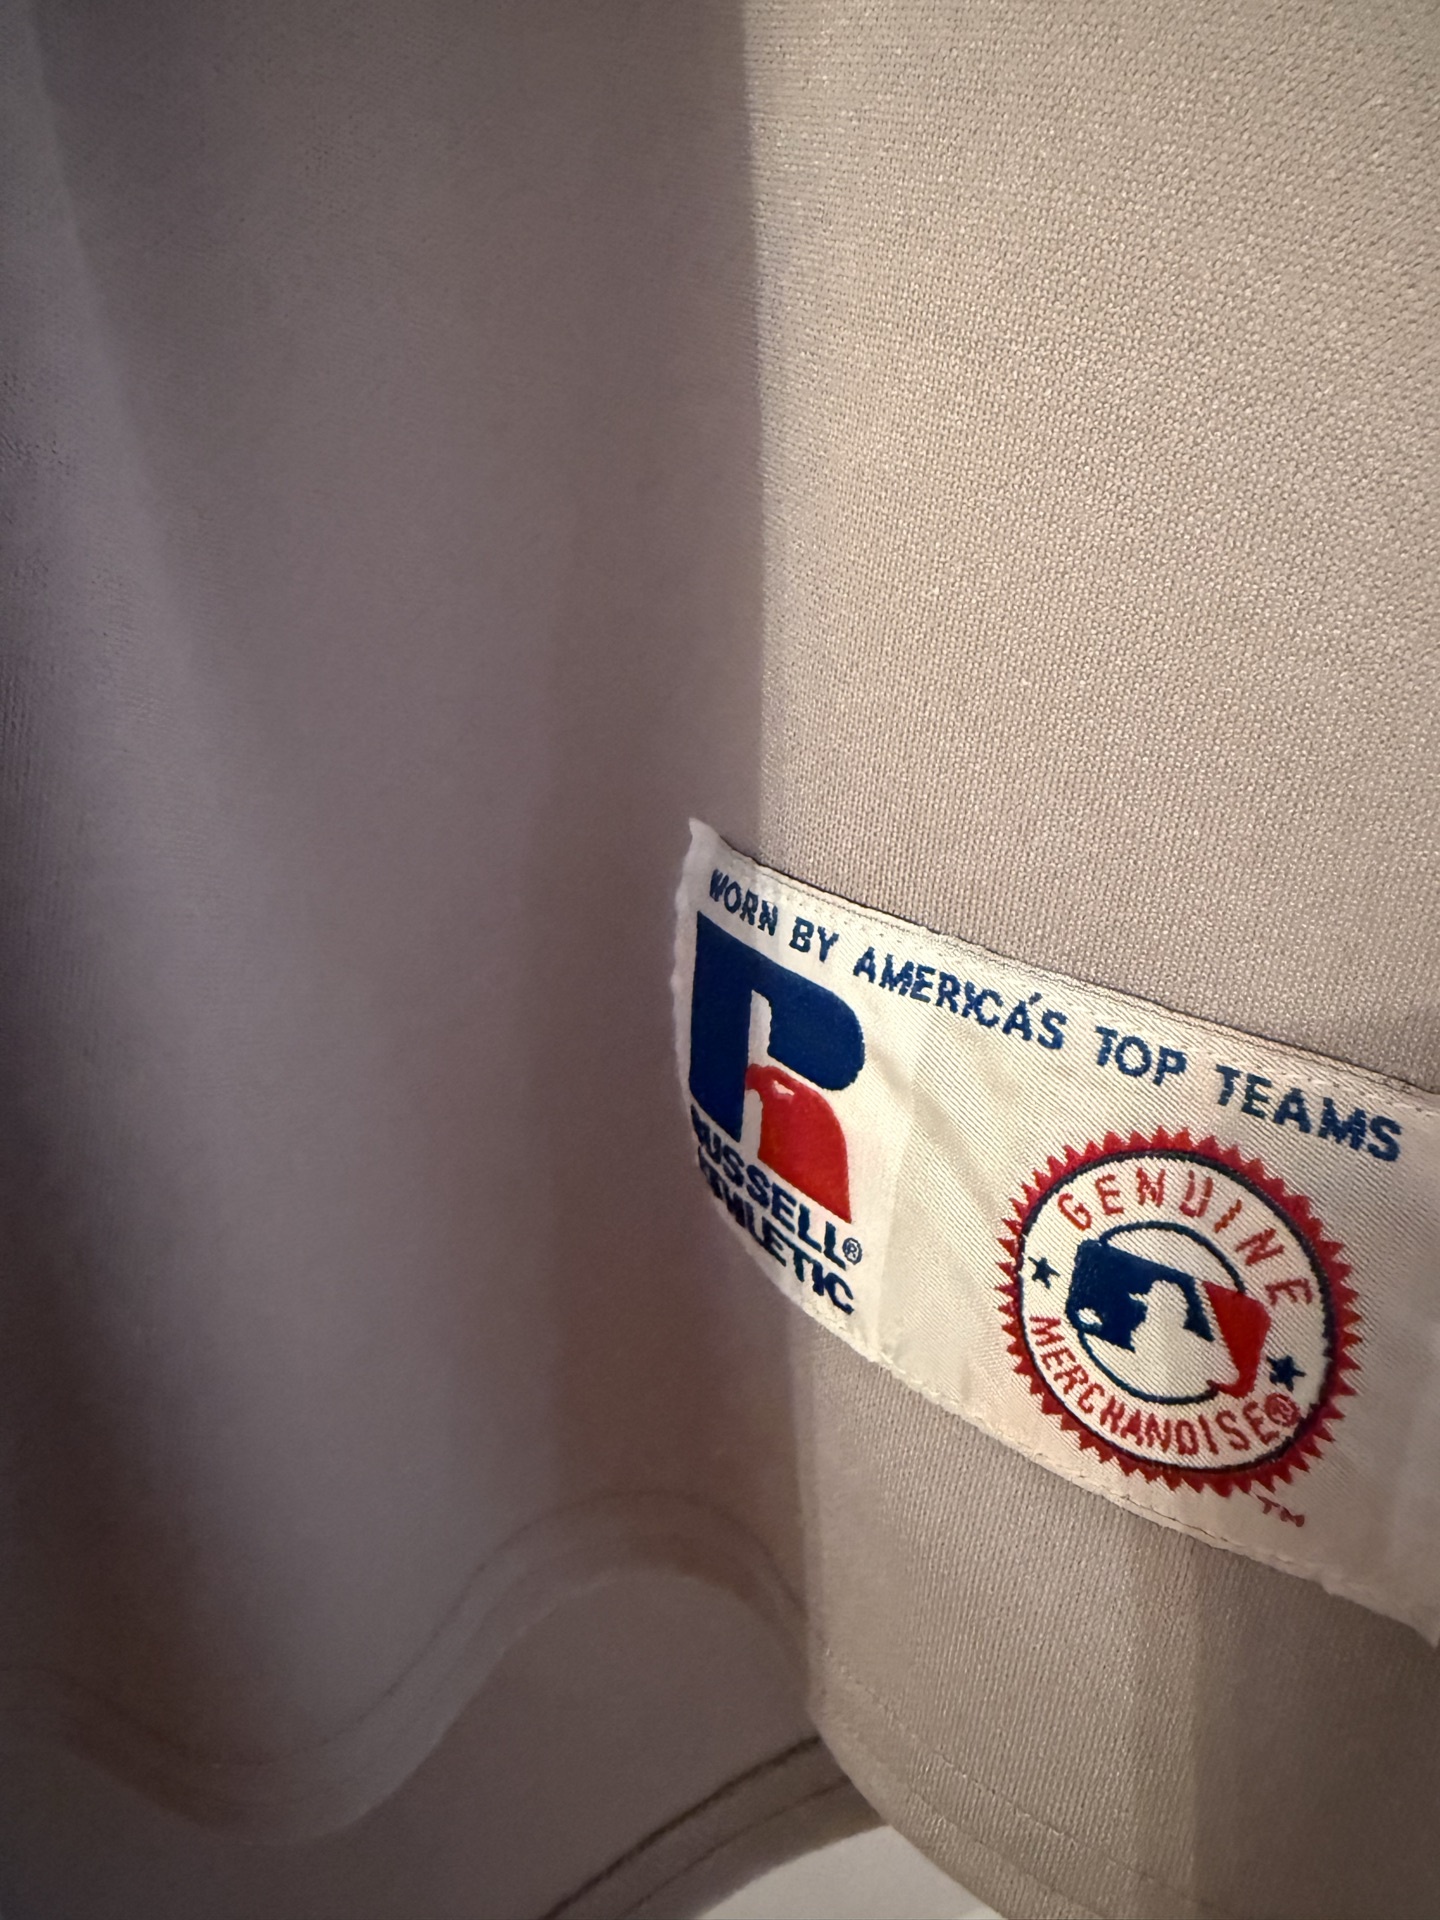 WORN BY AMERICA'S TOP TEAMS
RUSSELL®
ATHLETIC
GENUINE
MERCHANDISE®
TM